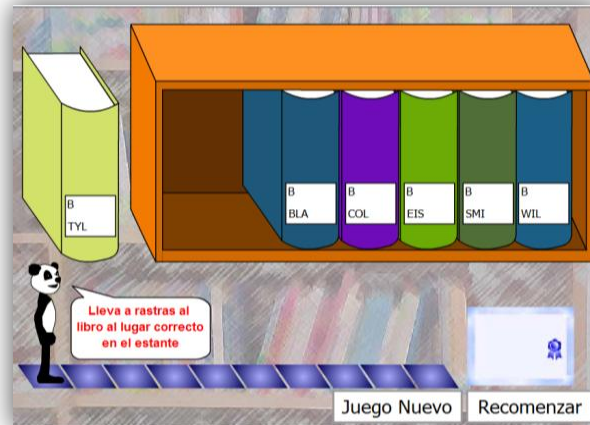 B
TYL
B
BLA
B
COL
B
EIS
B
SMI
B
WIL
Lleva a rastras al
libro al lugar correcto
en el estante
Juego Nuevo
Recomenzar